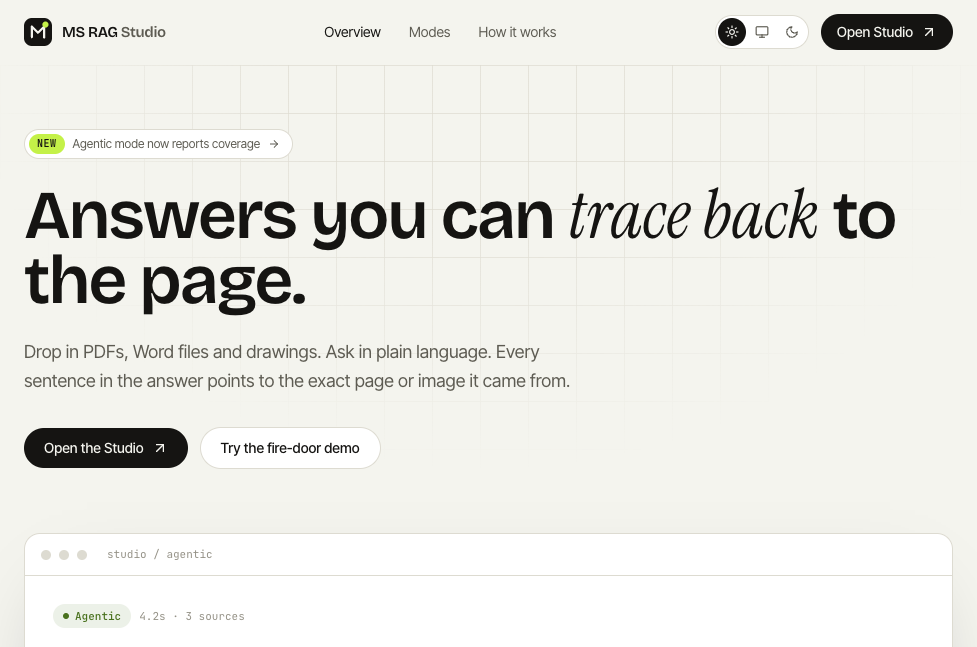 MS RAG Studio
Overview
Modes
How it works
Open Studio
NEW Agentic mode now reports coverage →
Answers you can trace back to
the page.
Drop in PDFs, Word files and drawings. Ask in plain language. Every
sentence in the answer points to the exact page or image it came from.
Open the Studio
Try the fire-door demo
studio / agentic
Agentic 4.2s · 3 sources